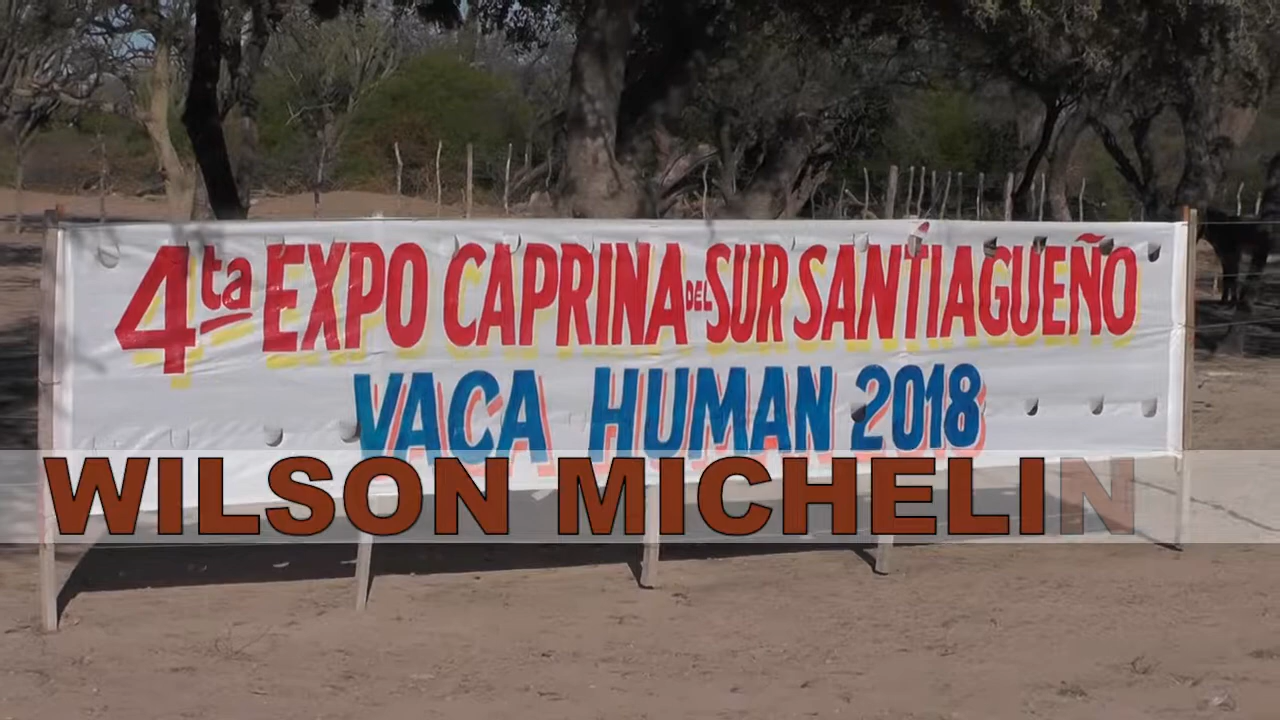 4ta EXPO CAPRINA DEL SUR SANTIAGUEÑO
VACA HUMAN 2018
WILSON MICHELIN